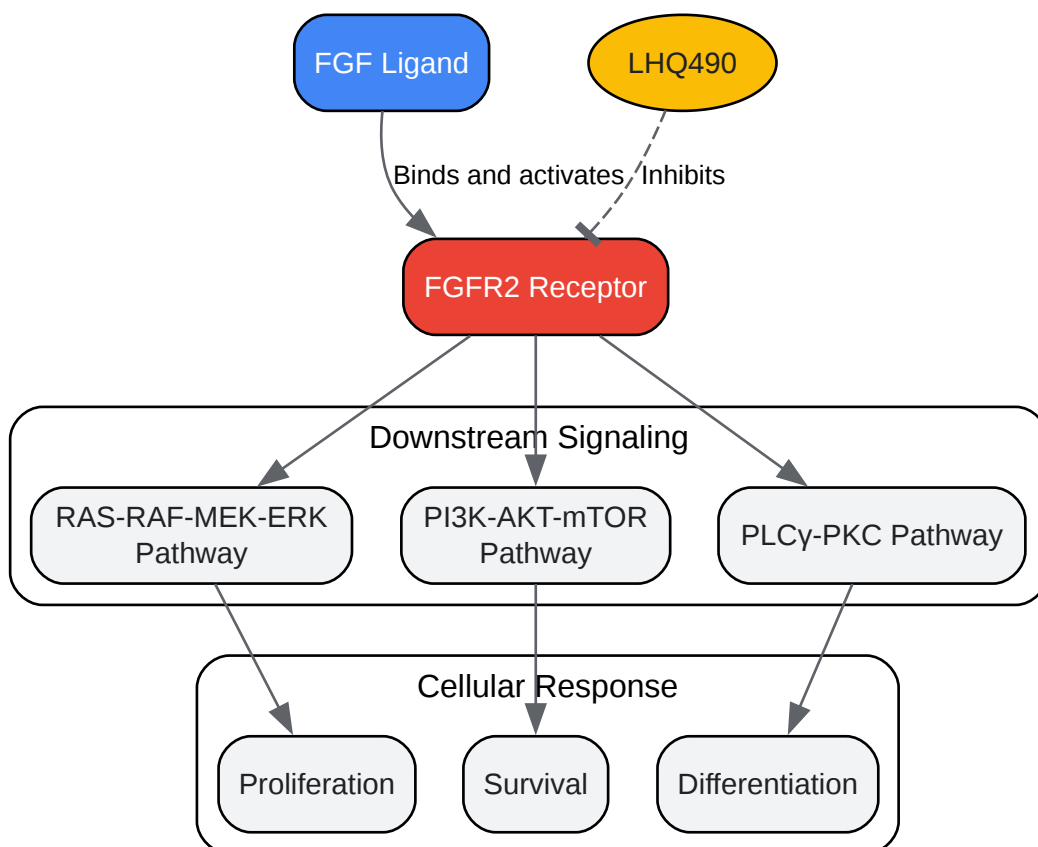 FGF Ligand
LHQ490
Binds and activates
Inhibits
FGFR2 Receptor
Downstream Signaling
RAS-RAF-MEK-ERK
Pathway
PI3K-AKT-mTOR
Pathway
PLCγ-PKC Pathway
Cellular Response
Proliferation
Survival
Differentiation